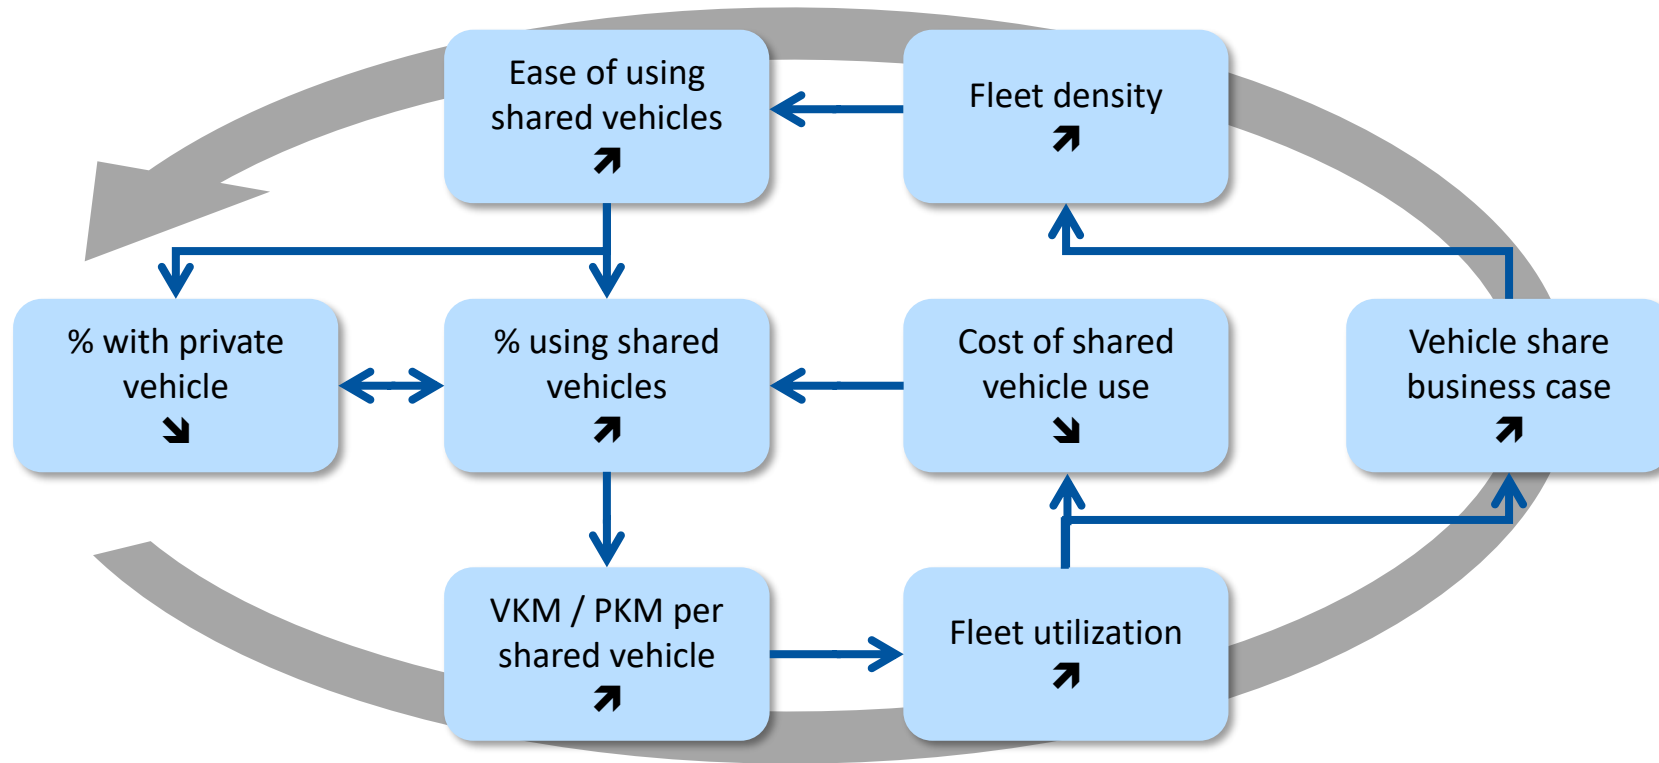 Ease of using
shared vehicles
↗
Fleet density
↗
% with private
vehicle
↘
% using shared
vehicles
↗
Cost of shared
vehicle use
↘
Vehicle share
business case
↗
VKM / PKM per
shared vehicle
↗
Fleet utilization
↗